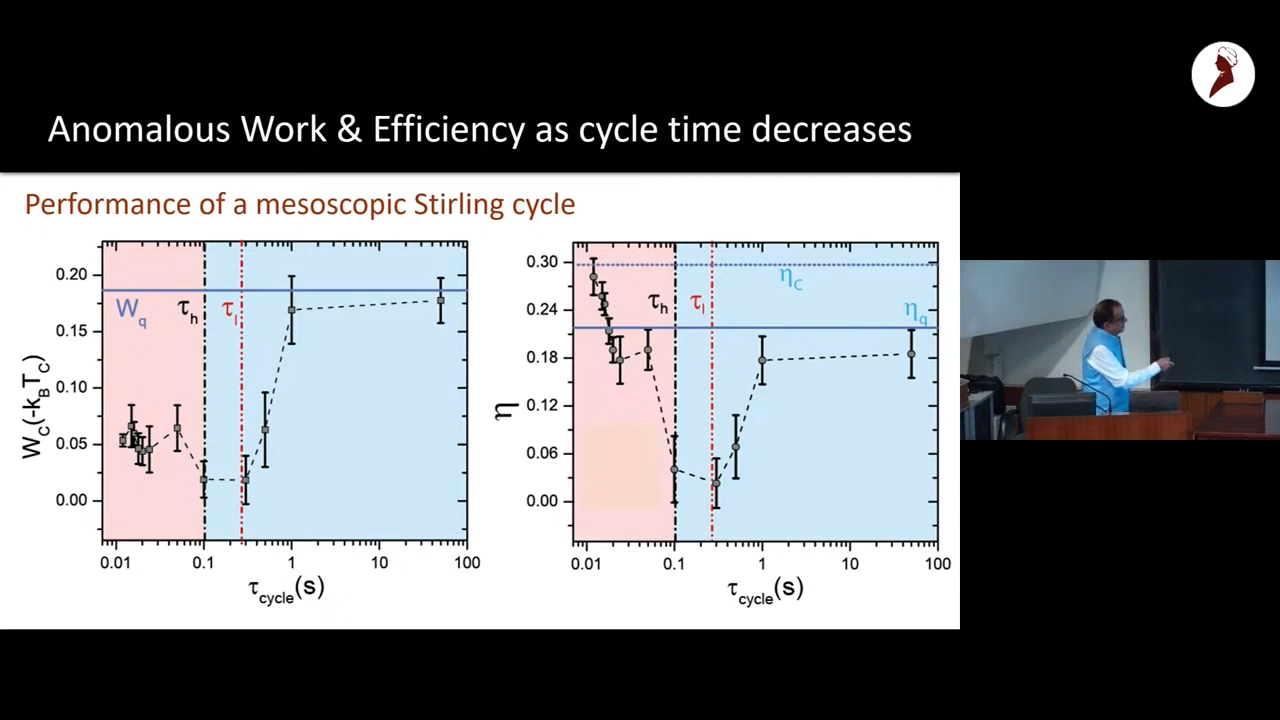 Anomalous Work & Efficiency as cycle time decreases
Performance of a mesoscopic Stirling cycle
W_C(-k_BT_C)
0.20
0.15
0.10
0.05
0.00
W_q
τ_h
τ_l
0.01
0.1
1
10
100
τ_cycle(s)
η
0.30
0.24
0.18
0.12
0.06
0.00
τ_h
τ_l
η_C
η_q
0.01
0.1
1
10
100
τ_cycle(s)